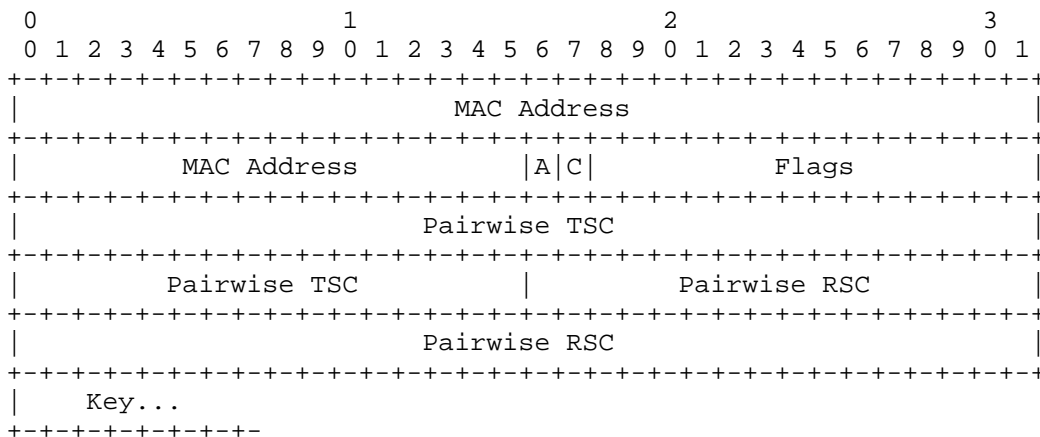 0                   1                   2                   3
 0 1 2 3 4 5 6 7 8 9 0 1 2 3 4 5 6 7 8 9 0 1 2 3 4 5 6 7 8 9 0 1
+-+-+-+-+-+-+-+-+-+-+-+-+-+-+-+-+-+-+-+-+-+-+-+-+-+-+-+-+-+-+-+-+
|                          MAC Address                          |
+-+-+-+-+-+-+-+-+-+-+-+-+-+-+-+-+-+-+-+-+-+-+-+-+-+-+-+-+-+-+-+-+
|          MAC Address          |A|C|           Flags           |
+-+-+-+-+-+-+-+-+-+-+-+-+-+-+-+-+-+-+-+-+-+-+-+-+-+-+-+-+-+-+-+-+
|                         Pairwise TSC                          |
+-+-+-+-+-+-+-+-+-+-+-+-+-+-+-+-+-+-+-+-+-+-+-+-+-+-+-+-+-+-+-+-+
|         Pairwise TSC          |         Pairwise RSC          |
+-+-+-+-+-+-+-+-+-+-+-+-+-+-+-+-+-+-+-+-+-+-+-+-+-+-+-+-+-+-+-+-+
|                         Pairwise RSC                          |
+-+-+-+-+-+-+-+-+-+-+-+-+-+-+-+-+-+-+-+-+-+-+-+-+-+-+-+-+-+-+-+-+
|    Key...
+-+-+-+-+-+-+-+-